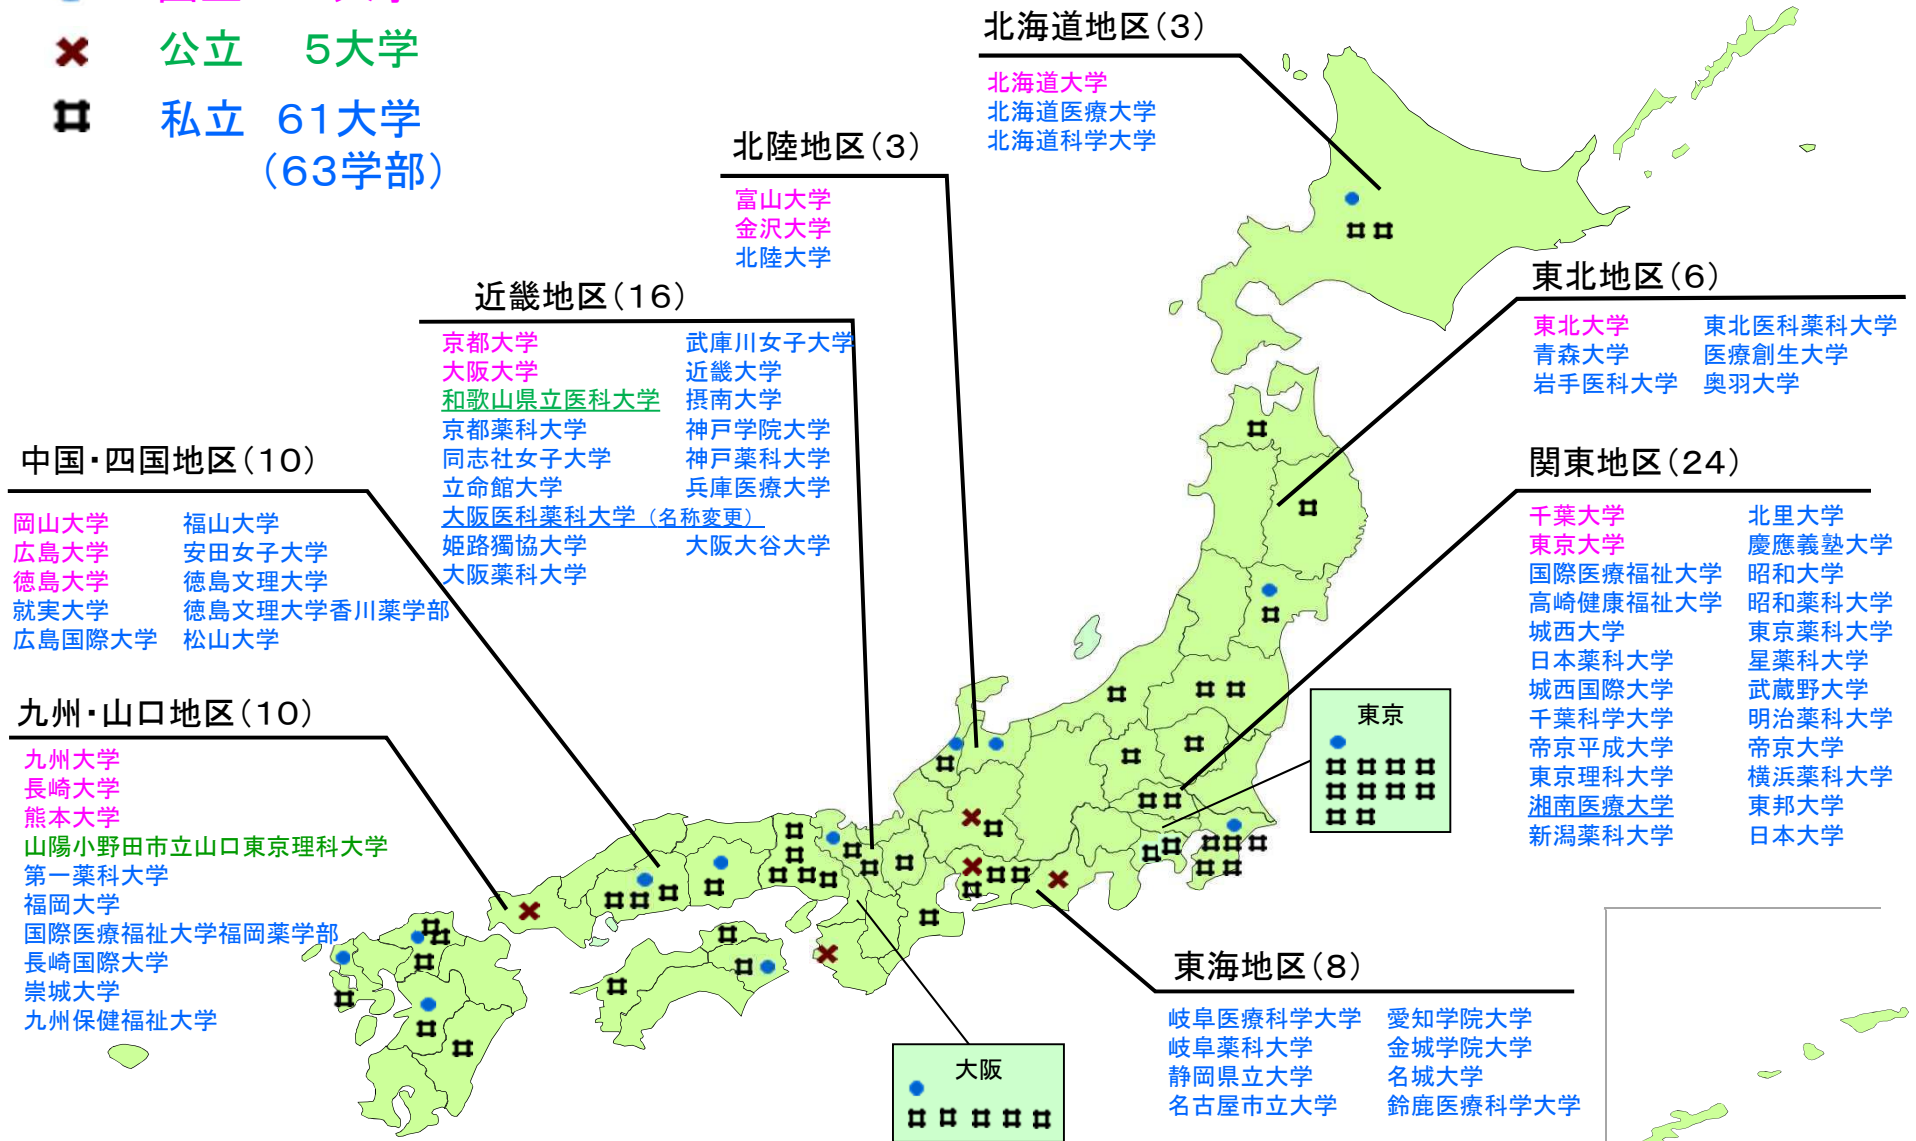 公立 5大学
私立 61大学
(63学部)
北海道地区(3)
北海道大学
北海道医療大学
北海道科学大学
北陸地区(3)
富山大学
金沢大学
北陸大学
東北地区(6)
東北大学 東北医科薬科大学
青森大学 医療創生大学
岩手医科大学 奥羽大学
近畿地区(16)
京都大学 武庫川女子大学
大阪大学 近畿大学
和歌山県立医科大学 摂南大学
京都薬科大学 神戸学院大学
同志社女子大学 神戸薬科大学
立命館大学 兵庫医療大学
大阪医科薬科大学(名称変更)
姫路獨協大学 大阪大谷大学
大阪薬科大学
中国・四国地区(10)
岡山大学 福山大学
広島大学 安田女子大学
徳島大学 徳島文理大学
就実大学 徳島文理大学香川薬学部
広島国際大学 松山大学
関東地区(24)
千葉大学 北里大学
東京大学 慶應義塾大学
国際医療福祉大学 昭和大学
高崎健康福祉大学 昭和薬科大学
城西大学 東京薬科大学
日本薬科大学 星薬科大学
城西国際大学 武蔵野大学
千葉科学大学 明治薬科大学
帝京平成大学 帝京大学
東京理科大学 横浜薬科大学
湘南医療大学 東邦大学
新潟薬科大学 日本大学
東京
九州・山口地区(10)
九州大学
長崎大学
熊本大学
山陽小野田市立山口東京理科大学
第一薬科大学
福岡大学
国際医療福祉大学福岡薬学部
長崎国際大学
崇城大学
九州保健福祉大学
東海地区(8)
岐阜医療科学大学 愛知学院大学
岐阜薬科大学 金城学院大学
静岡県立大学 名城大学
名古屋市立大学 鈴鹿医療科学大学
大阪